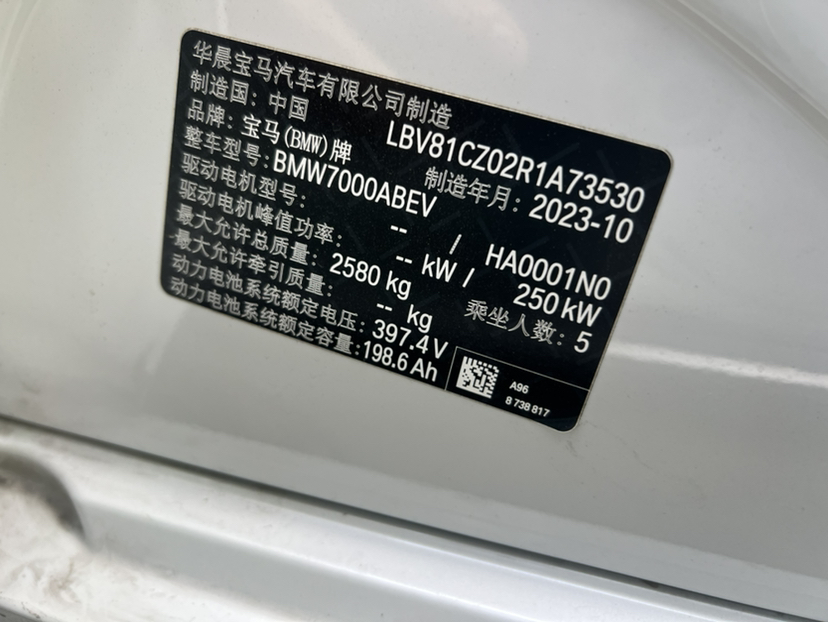 华晨宝马汽车有限公司制造
制造国: 中国 LBV81CZ02R1A73530
品牌: 宝马(BMW)牌 制造年月: 2023-10
整车型号: BMW7000ABEV
驱动电机型号: -- / HA0001N0
驱动电机峰值功率: -- kW / 250 kW
最大允许总质量: 2580 kg 乘坐人数: 5
最大允许牵引质量: -- kg
动力电池系统额定电压: 397.4 V
动力电池系统额定容量: 198.6 Ah
A96
8 738 817